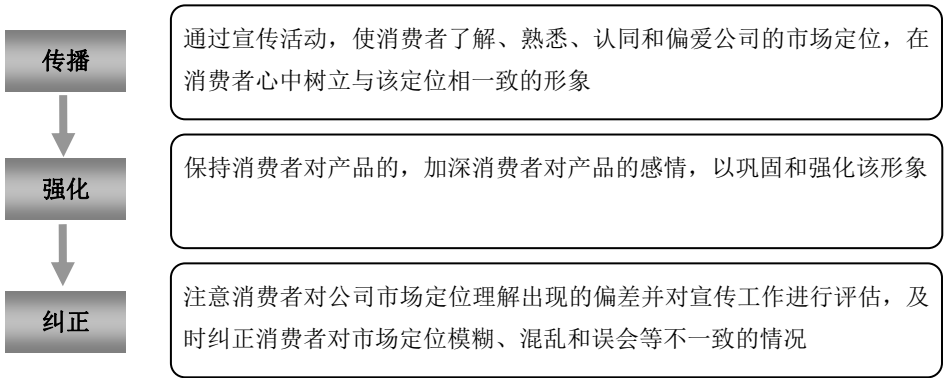 传播
通过宣传活动，使消费者了解、熟悉、认同和偏爱公司的市场定位，在
消费者心中树立与该定位相一致的形象
强化
保持消费者对产品的，加深消费者对产品的感情，以巩固和强化该形象
纠正
注意消费者对公司市场定位理解出现的偏差并对宣传工作进行评估，及
时纠正消费者对市场定位模糊、混乱和误会等不一致的情况